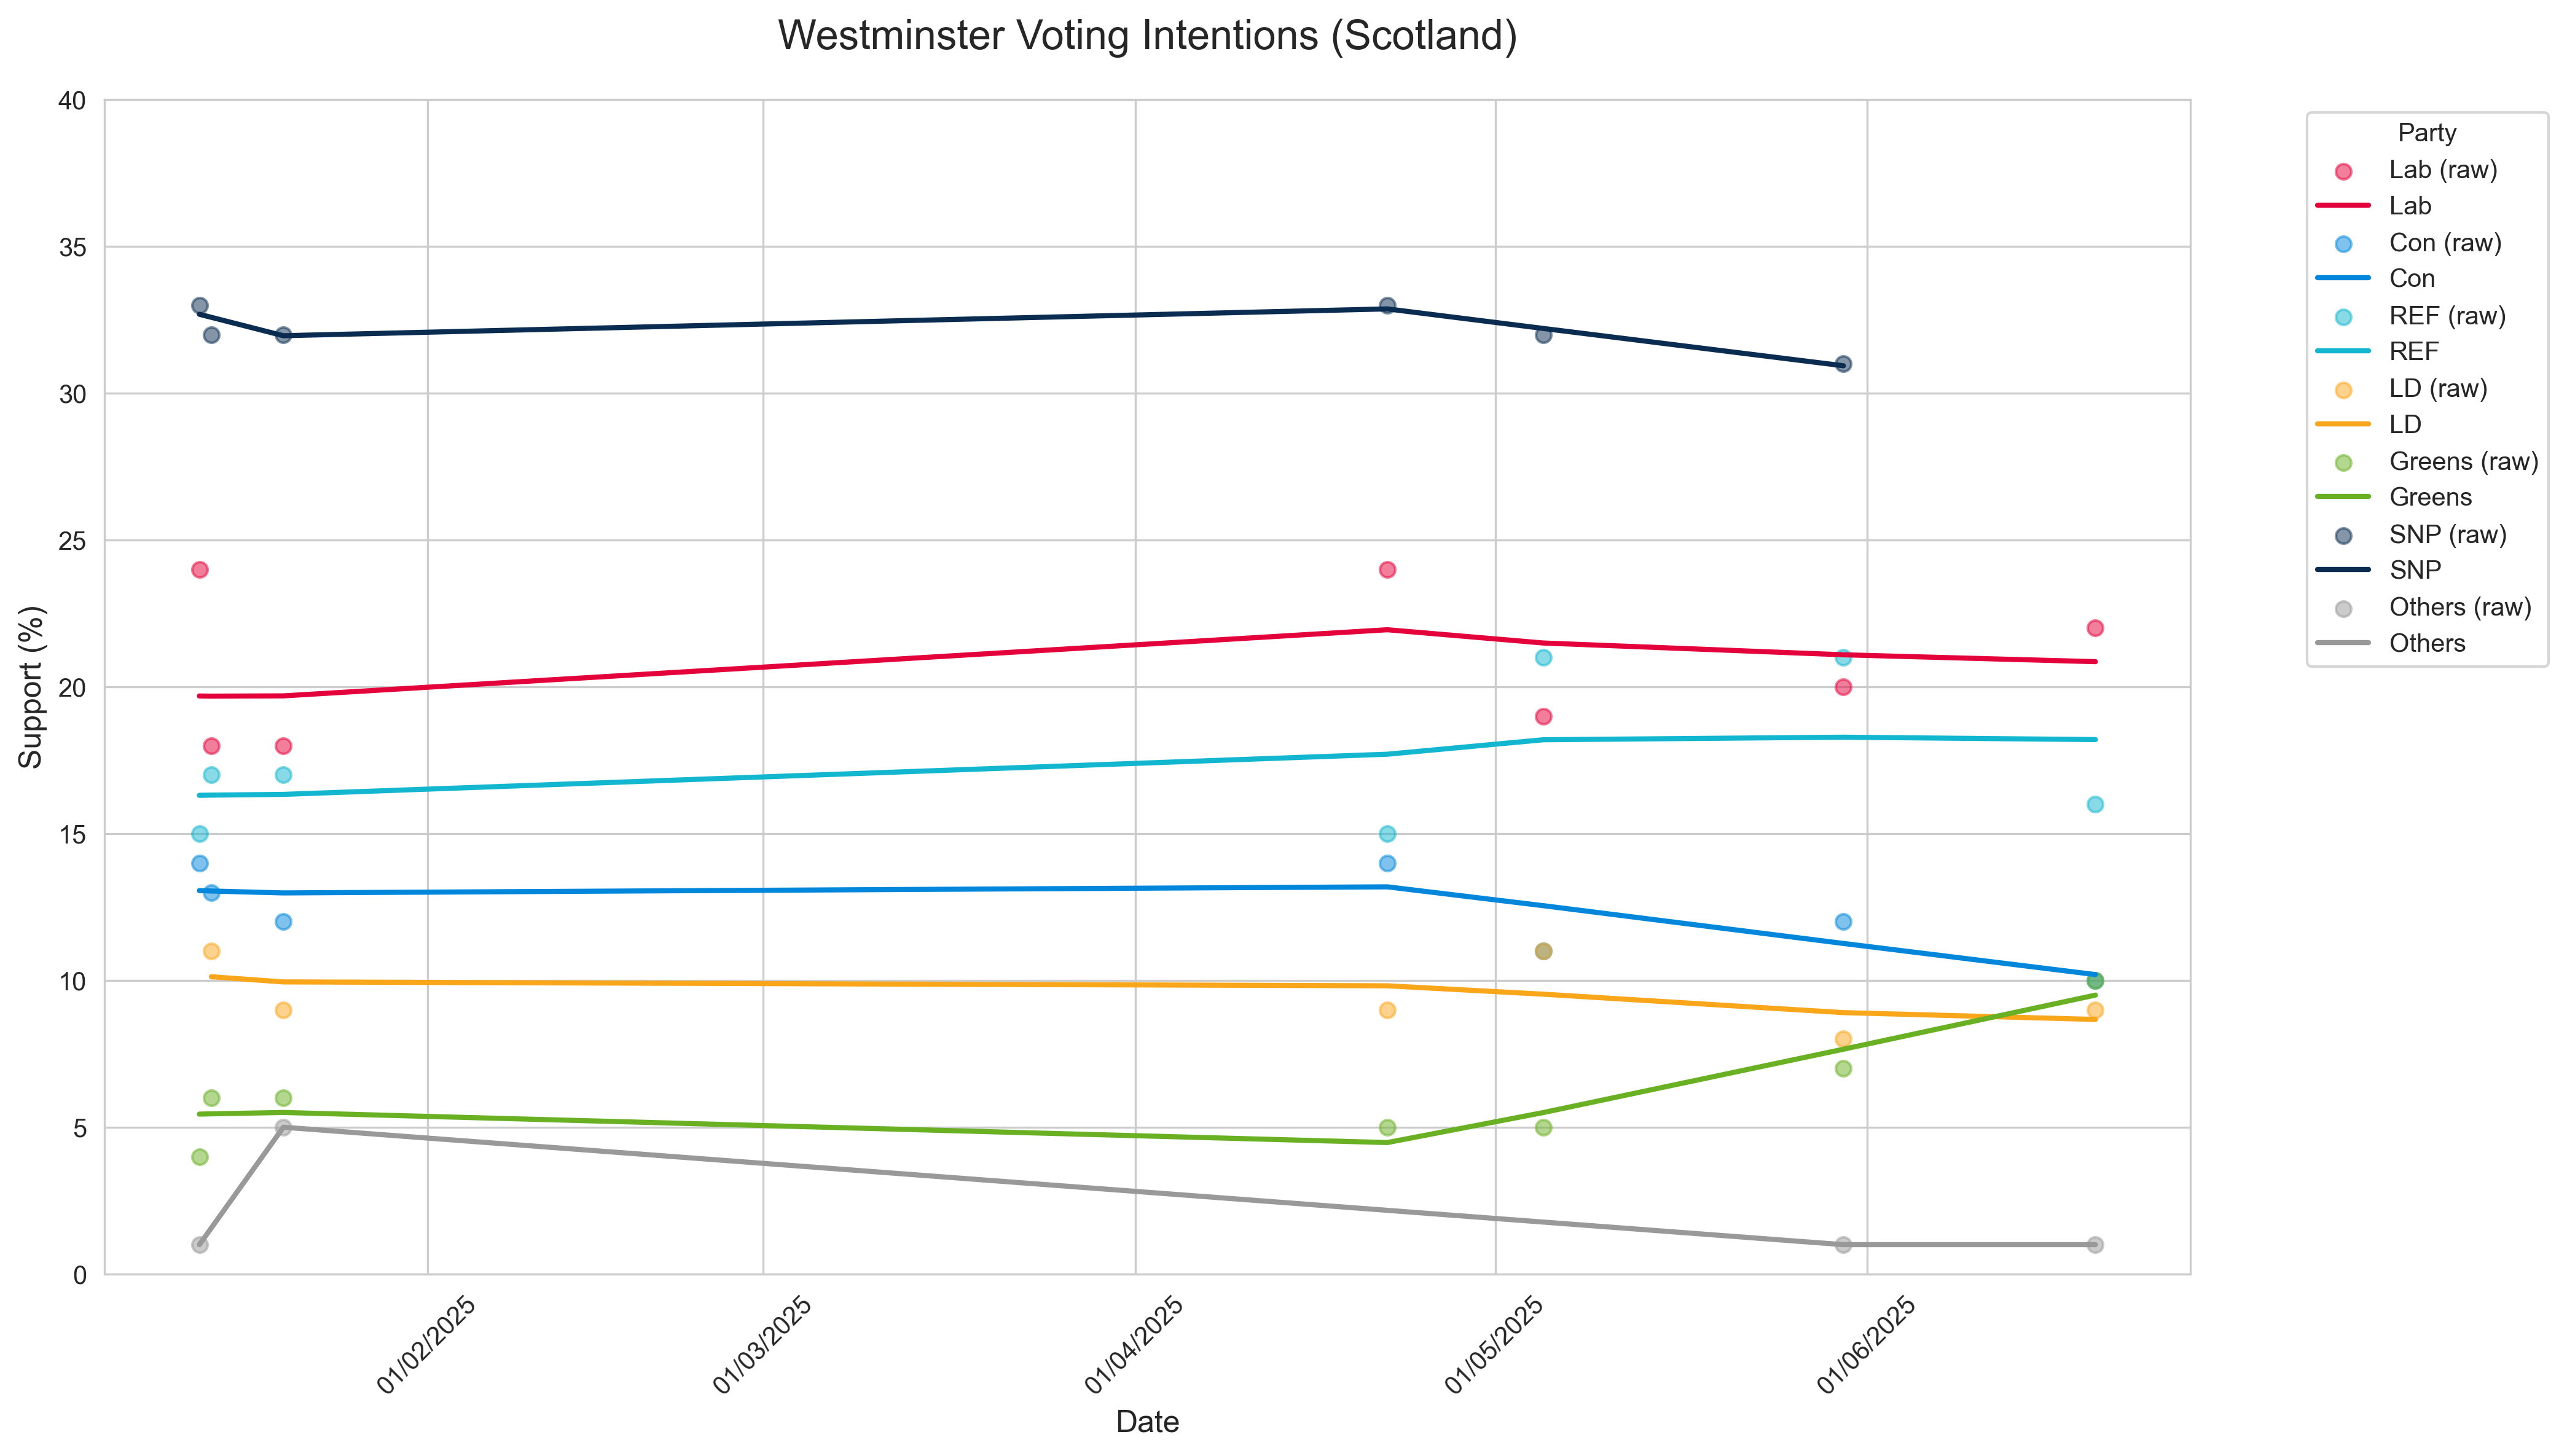 Westminster Voting Intentions (Scotland)
Support (%)
40
35
30
25
20
15
10
5
0
01/02/2025
01/03/2025
01/04/2025
01/05/2025
01/06/2025
Date
Party
Lab (raw)
Lab
Con (raw)
Con
REF (raw)
REF
LD (raw)
LD
Greens (raw)
Greens
SNP (raw)
SNP
Others (raw)
Others